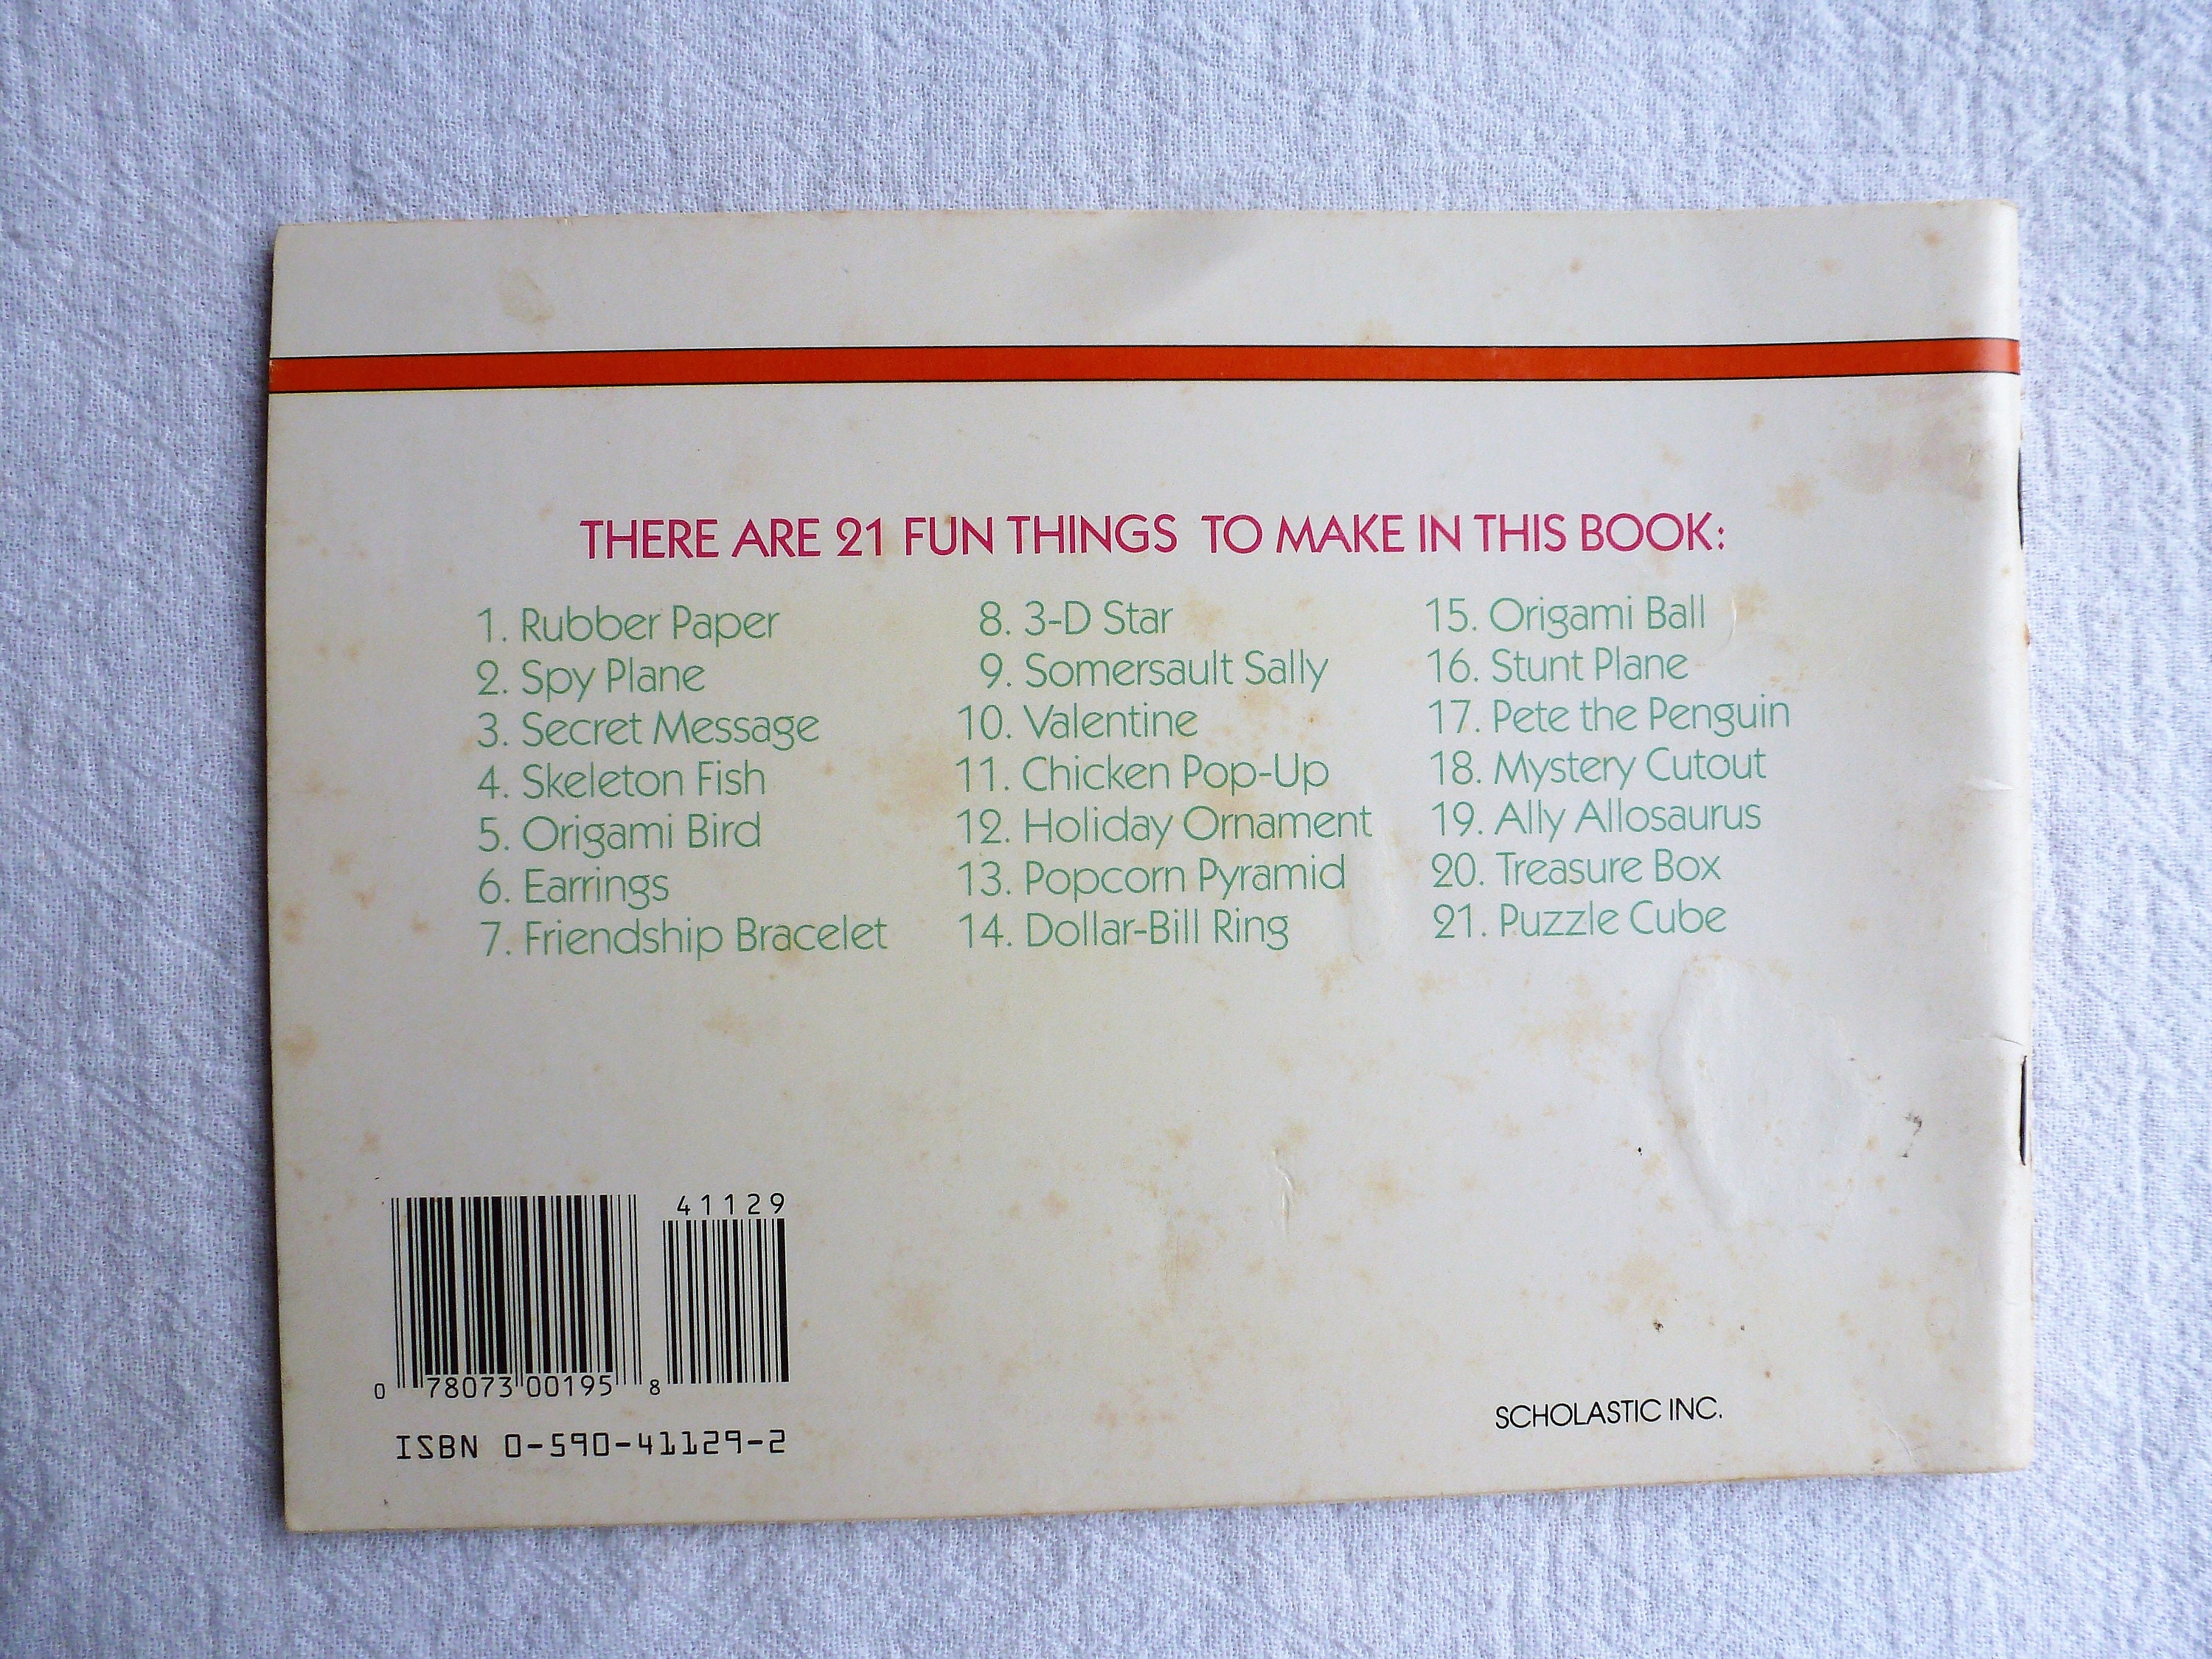 THERE ARE 21 FUN THINGS TO MAKE IN THIS BOOK:
1. Rubber Paper
2. Spy Plane
3. Secret Message
4. Skeleton Fish
5. Origami Bird
6. Earrings
7. Friendship Bracelet
8. 3-D Star
9. Somersault Sally
10. Valentine
11. Chicken Pop-Up
12. Holiday Ornament
13. Popcorn Pyramid
14. Dollar-Bill Ring
15. Origami Ball
16. Stunt Plane
17. Pete the Penguin
18. Mystery Cutout
19. Ally Allosaurus
20. Treasure Box
21. Puzzle Cube
41129
0 78073 00195 8
ISBN 0-590-41129-2
SCHOLASTIC INC.